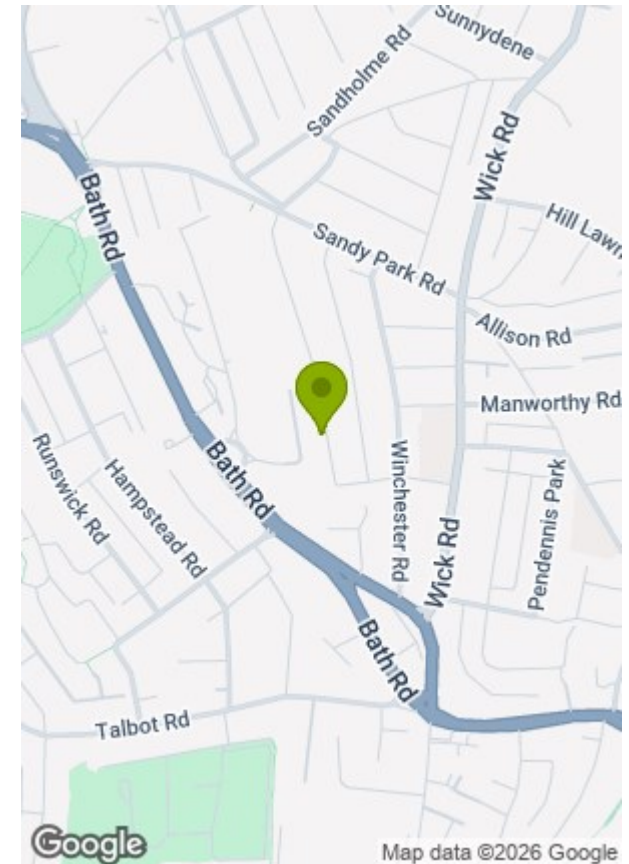 Sunnydene
Sandholme Rd
Wick Rd
Bath Rd
Hill Lawn
Sandy Park Rd
Allison Rd
Manworthy Rd
Runswick Rd
Hampstead Rd
Bath Rd
Winchester Rd
Pendennis Park
Wick Rd
Bath Rd
Talbot Rd
Google
Map data ©2026 Google